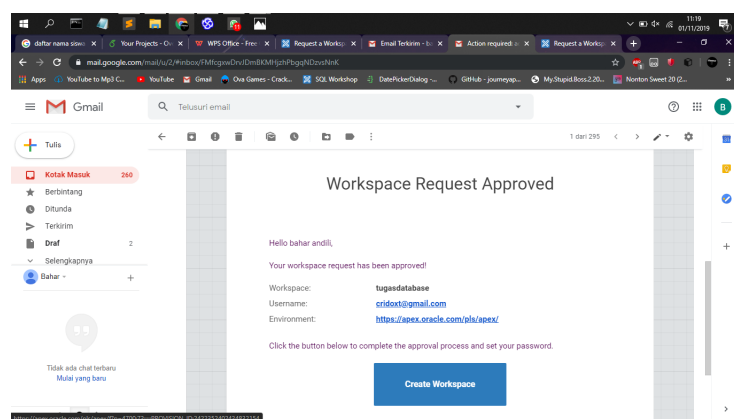 11:19
01/11/2019
daftar nama siswa
Your Projects - Ov
WPS Office - Free
Request a Worksp
Email Terkirim - ba
Action required:
Request a Worksp
mail.google.com/mail/u/2/#inbox/
Apps
YouTube to Mp3 C...
YouTube
Gmail
Ova Games - Crack...
SQL Workshop
DatePickerDialog -...
GitHub - journeyap...
My.Stupid.Boss.2.20...
Nonton Sweet 20 (2...
»
Gmail
Telusuri email
B
Tulis
1 dari 295
Kotak Masuk 260
Berbintang
Ditunda
Terkirim
Draf 2
Selengkapnya
Bahar
Tidak ada chat terbaru
Mulai yang baru
Workspace Request Approved
Hello bahar andili,
Your workspace request has been approved!
Workspace: tugasdatabase
Username: cridoxt@gmail.com
Environment: https://apex.oracle.com/pls/apex/
Click the button below to complete the approval process and set your password.
Create Workspace